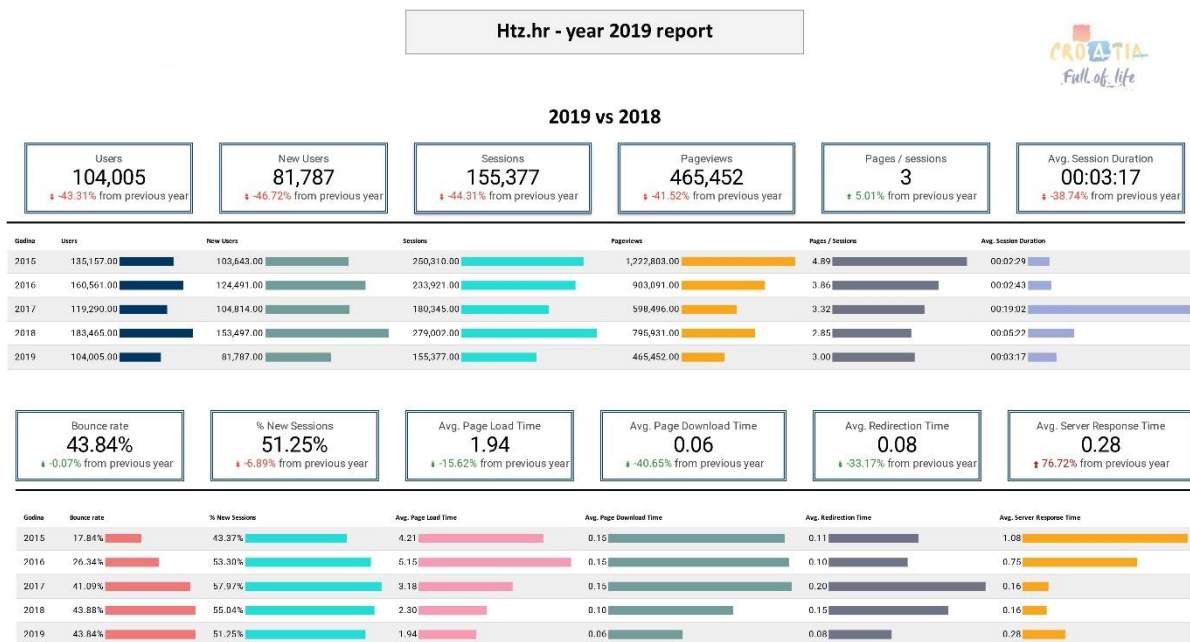 Htz.hr - year 2019 report
CROATIA
Full of life
2019 vs 2018
Users New Users Sessions Pageviews Pages / sessions Avg. Session Duration
104,005 81,787 155,377 465,452 3 00:03:17
-43.31% from previous year -46.72% from previous year -44.31% from previous year -41.52% from previous year 5.01% from previous year -38.74% from previous year
Godina Users New Users Sessions Pageviews Pages / Sessions Avg. Session Duration
2015 135,157.00 103,643.00 250,310.00 1,222,803.00 4.89 00:02:29
2016 160,561.00 124,491.00 233,921.00 903,091.00 3.86 00:02:43
2017 119,290.00 104,814.00 180,345.00 598,496.00 3.32 00:19:02
2018 183,465.00 153,497.00 279,002.00 795,931.00 2.85 00:05:22
2019 104,005.00 81,787.00 155,377.00 465,452.00 3.00 00:03:17
Bounce rate % New Sessions Avg. Page Load Time Avg. Page Download Time Avg. Redirection Time Avg. Server Response Time
43.84% 51.25% 1.94 0.06 0.08 0.28
-0.07% from previous year -6.89% from previous year -15.62% from previous year -40.65% from previous year -33.17% from previous year 76.72% from previous year
Godina Bounce rate % New Sessions Avg. Page Load Time Avg. Page Download Time Avg. Redirection Time Avg. Server Response Time
2015 17.84% 43.37% 4.21 0.15 0.11 1.08
2016 26.34% 53.30% 5.15 0.15 0.10 0.75
2017 41.09% 57.97% 3.18 0.15 0.20 0.16
2018 43.88% 55.04% 2.30 0.10 0.15 0.16
2019 43.84% 51.25% 1.94 0.06 0.08 0.28